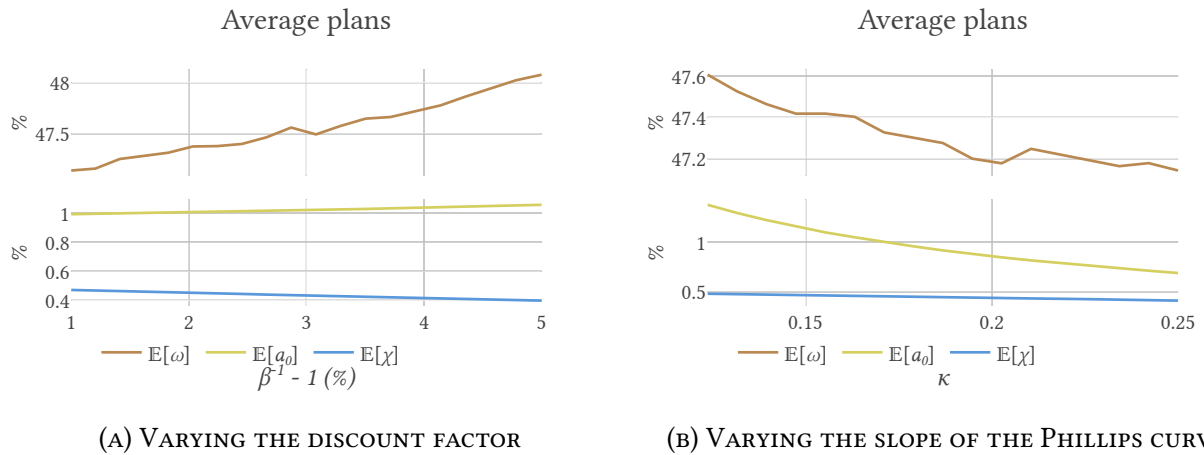 Average plans
48
47.5
%
1
0.8
0.6
0.4
%
1 2 3 4 5
𝔼[ω] 𝔼[a₀] 𝔼[χ]
β⁻¹ - 1 (%)
(A) Varying the discount factor
Average plans
47.6
47.4
47.2
%
1
0.5
%
0.15 0.2 0.25
𝔼[ω] 𝔼[a₀] 𝔼[χ]
κ
(B) Varying the slope of the Phillips curv